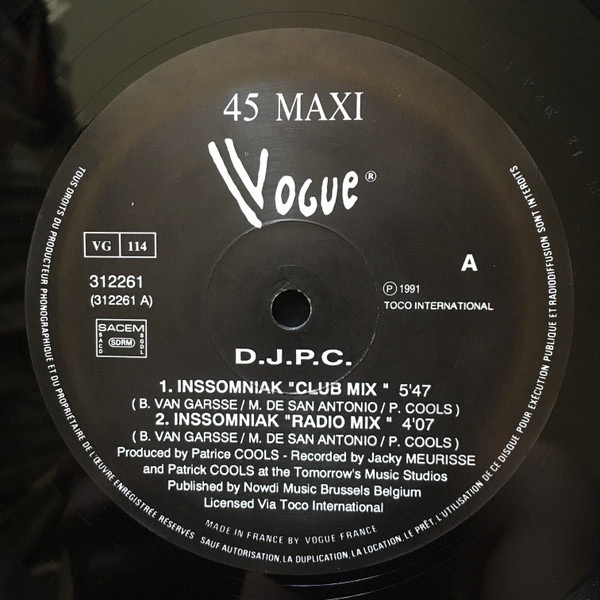 45 MAXI
VOGUE®
VG 114
312261
(312261 A)
SACEM
SACD
SDRM
SGDL
A
Ⓟ 1991
TOCO INTERNATIONAL
D.J.P.C.
1. INSSOMNIAK "CLUB MIX " 5'47
( B. VAN GARSSE / M. DE SAN ANTONIO / P. COOLS )
2. INSSOMNIAK "RADIO MIX " 4'07
( B. VAN GARSSE / M. DE SAN ANTONIO / P. COOLS )
Produced by Patrice COOLS - Recorded by Jacky MEURISSE
and Patrick COOLS at the Tomorrow's Music Studios
Published by Nowdi Music Brussels Belgium
Licensed Via Toco International
MADE IN FRANCE BY VOGUE FRANCE
TOUS DROITS DU PRODUCTEUR PHONOGRAPHIQUE ET DU PROPRIETAIRE DE L'ŒUVRE ENREGISTREE RESERVES SAUF AUTORISATION, LA DUPLICATION, LA LOCATION, LE PRÊT, L'UTILISATION DE CE DISQUE POUR EXÉCUTION PUBLIQUE ET RADIODIFFUSION SONT INTERDITS